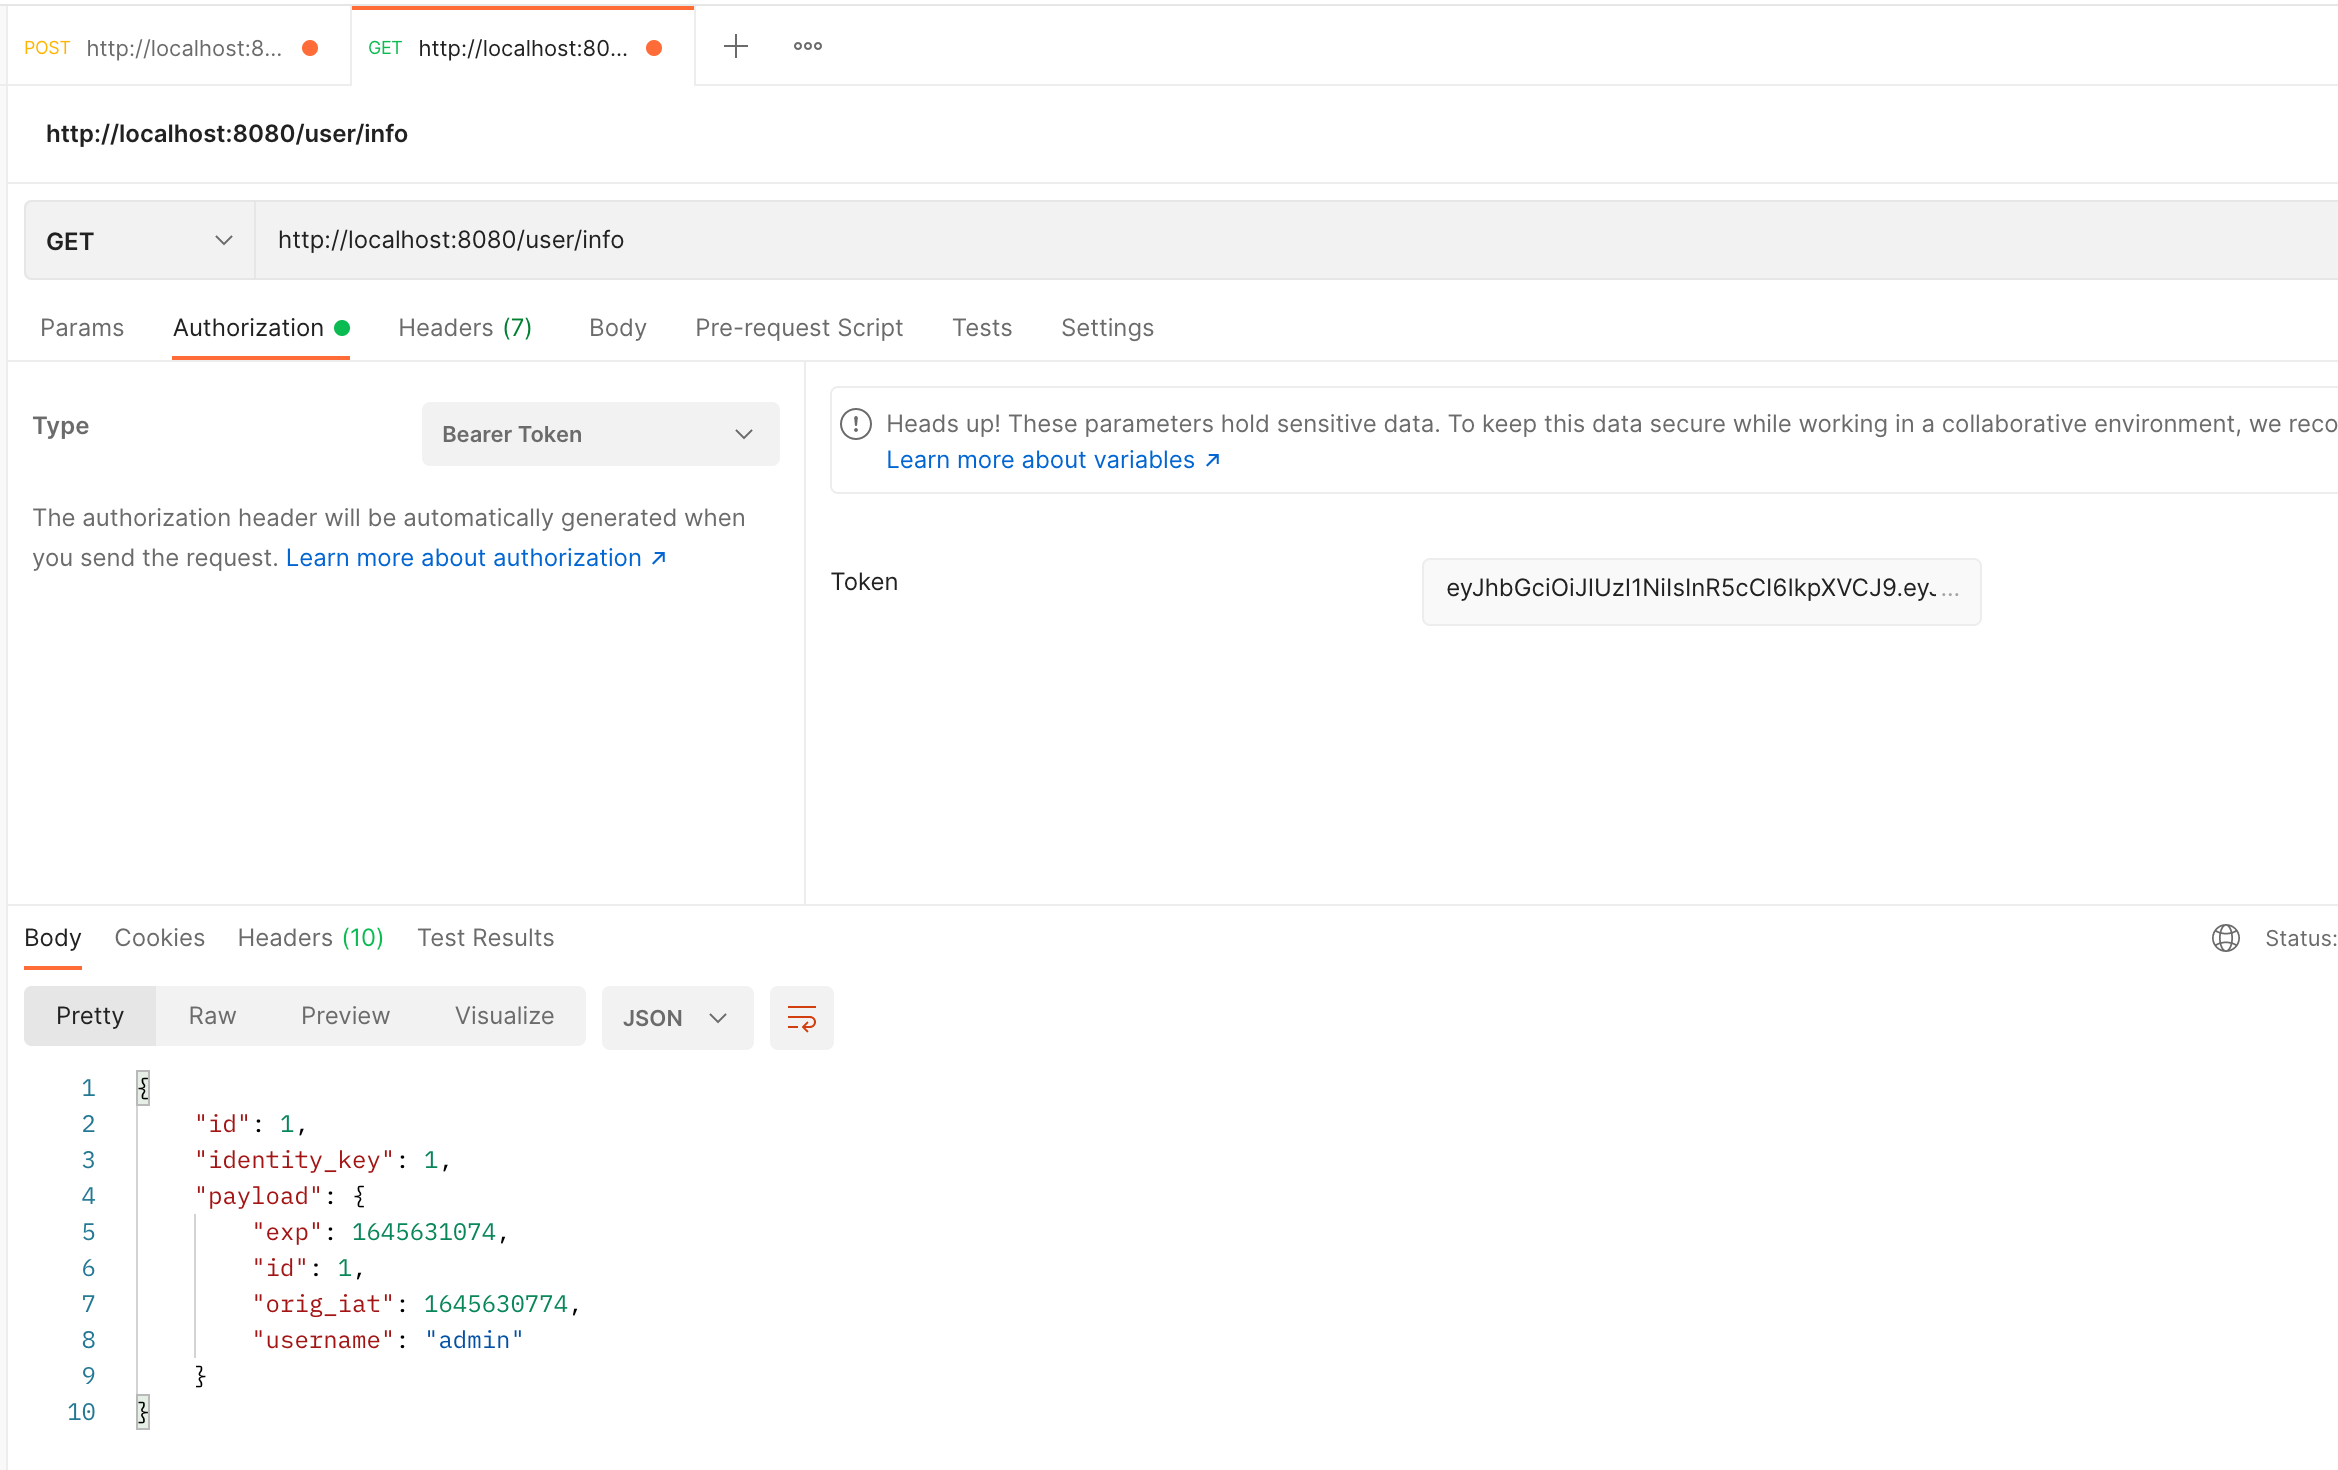 POST http://localhost:8... GET http://localhost:80...
http://localhost:8080/user/info
GET http://localhost:8080/user/info
Params Authorization Headers (7) Body Pre-request Script Tests Settings
Type Bearer Token
The authorization header will be automatically generated when
you send the request. Learn more about authorization ↗
Heads up! These parameters hold sensitive data. To keep this data secure while working in a collaborative environment, we reco
Learn more about variables ↗
Token eyJhbGciOiJIUzI1NiIsInR5cCI6IkpXVCJ9.eyJ...
Body Cookies Headers (10) Test Results Status:
Pretty Raw Preview Visualize JSON
1 {
2 "id": 1,
3 "identity_key": 1,
4 "payload": {
5 "exp": 1645631074,
6 "id": 1,
7 "orig_iat": 1645630774,
8 "username": "admin"
9 }
10 }